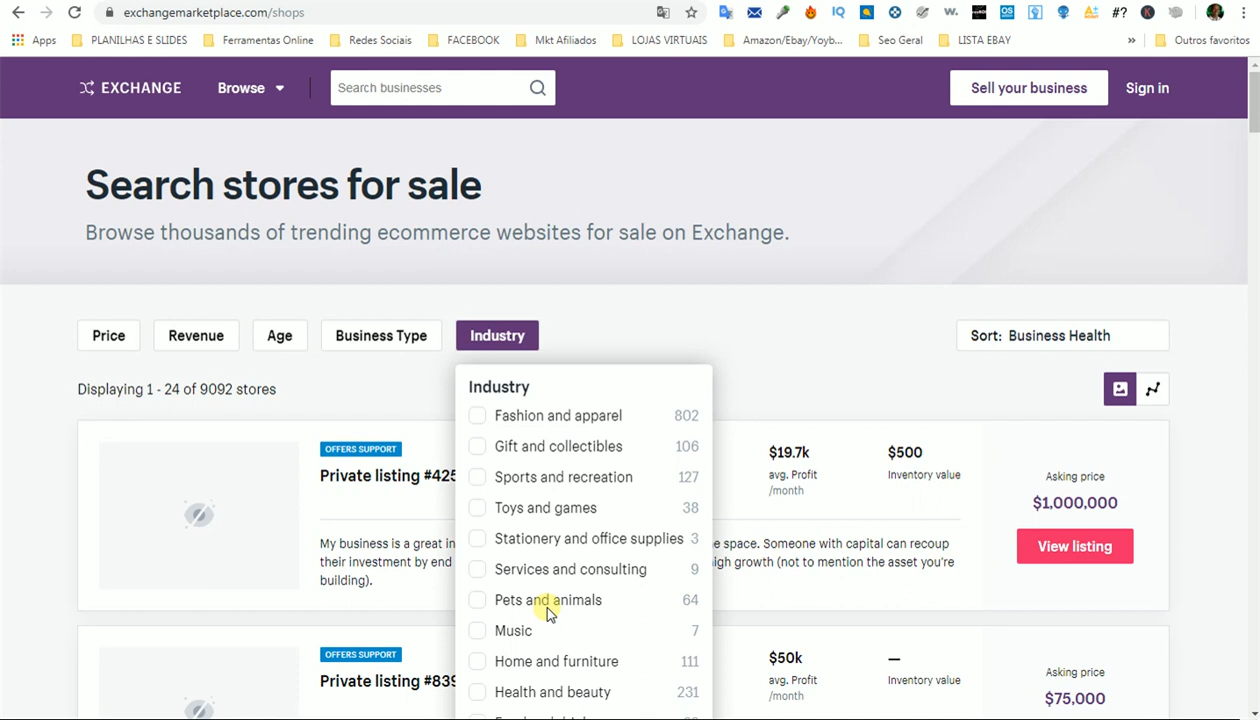 exchangemarketplace.com/shops
Apps PLANILHAS E SLIDES Ferramentas Online Redes Sociais FACEBOOK Mkt Afiliados LOJAS VIRTUAIS Amazon/Ebay/Yoyb... Seo Geral LISTA EBAY » Outros favoritos
EXCHANGE Browse Search businesses Sell your business Sign in
Search stores for sale
Browse thousands of trending ecommerce websites for sale on Exchange.
Price Revenue Age Business Type Industry Sort: Business Health
Displaying 1 - 24 of 9092 stores
Industry
Fashion and apparel 802
Gift and collectibles 106
Sports and recreation 127
Toys and games 38
Stationery and office supplies 3
Services and consulting 9
Pets and animals 64
Music 7
Home and furniture 111
Health and beauty 231
OFFERS SUPPORT
Private listing #425
$19.7k
avg. Profit
/month
$500
Inventory value
Asking price
$1,000,000
View listing
My business is a great in
e space. Someone with capital can recoup
their investment by end
igh growth (not to mention the asset you're
building).
OFFERS SUPPORT
Private listing #839
$50k
avg. Profit
/month
—
Inventory value
Asking price
$75,000